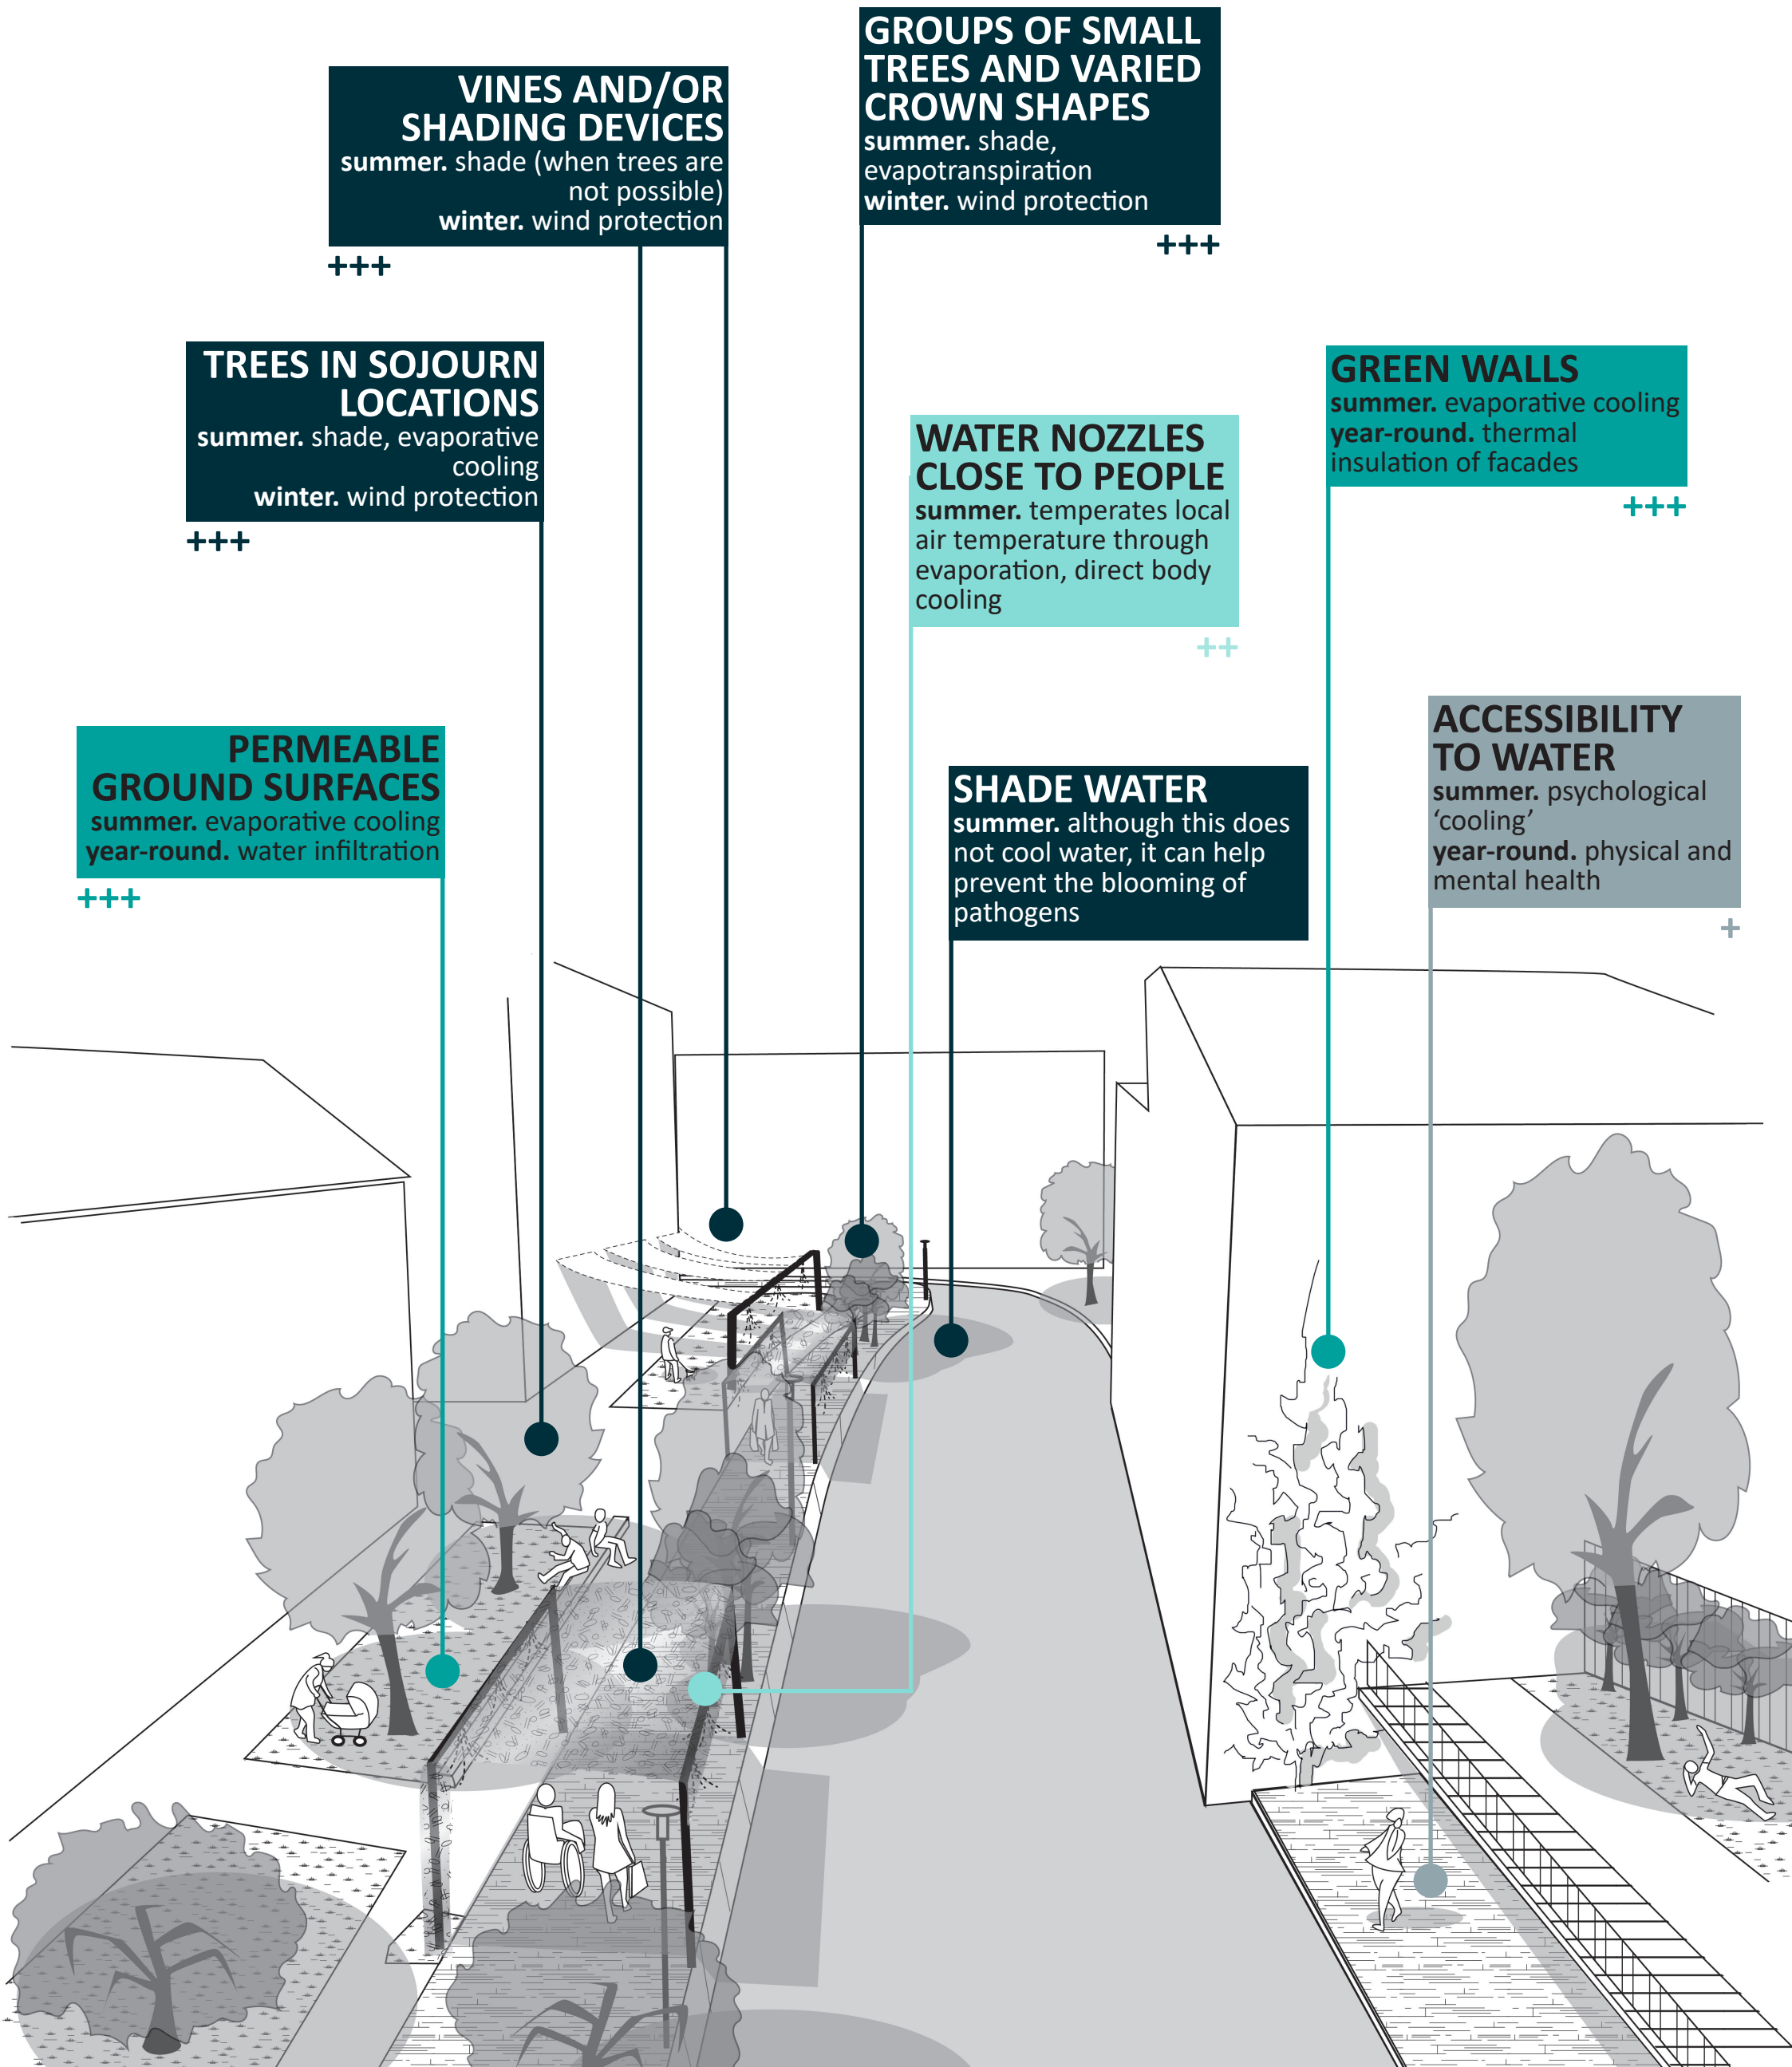 GROUPS OF SMALL
TREES AND VARIED
CROWN SHAPES
summer. shade,
evapotranspiration
winter. wind protection
+++
VINES AND/OR
SHADING DEVICES
summer. shade (when trees are
not possible)
winter. wind protection
+++
TREES IN SOJOURN
LOCATIONS
summer. shade, evaporative
cooling
winter. wind protection
+++
GREEN WALLS
summer. evaporative cooling
year-round. thermal
insulation of facades
+++
WATER NOZZLES
CLOSE TO PEOPLE
summer. temperates local
air temperature through
evaporation, direct body
cooling
++
ACCESSIBILITY
TO WATER
summer. psychological
‘cooling’
year-round. physical and
mental health
+
PERMEABLE
GROUND SURFACES
summer. evaporative cooling
year-round. water infiltration
+++
SHADE WATER
summer. although this does
not cool water, it can help
prevent the blooming of
pathogens